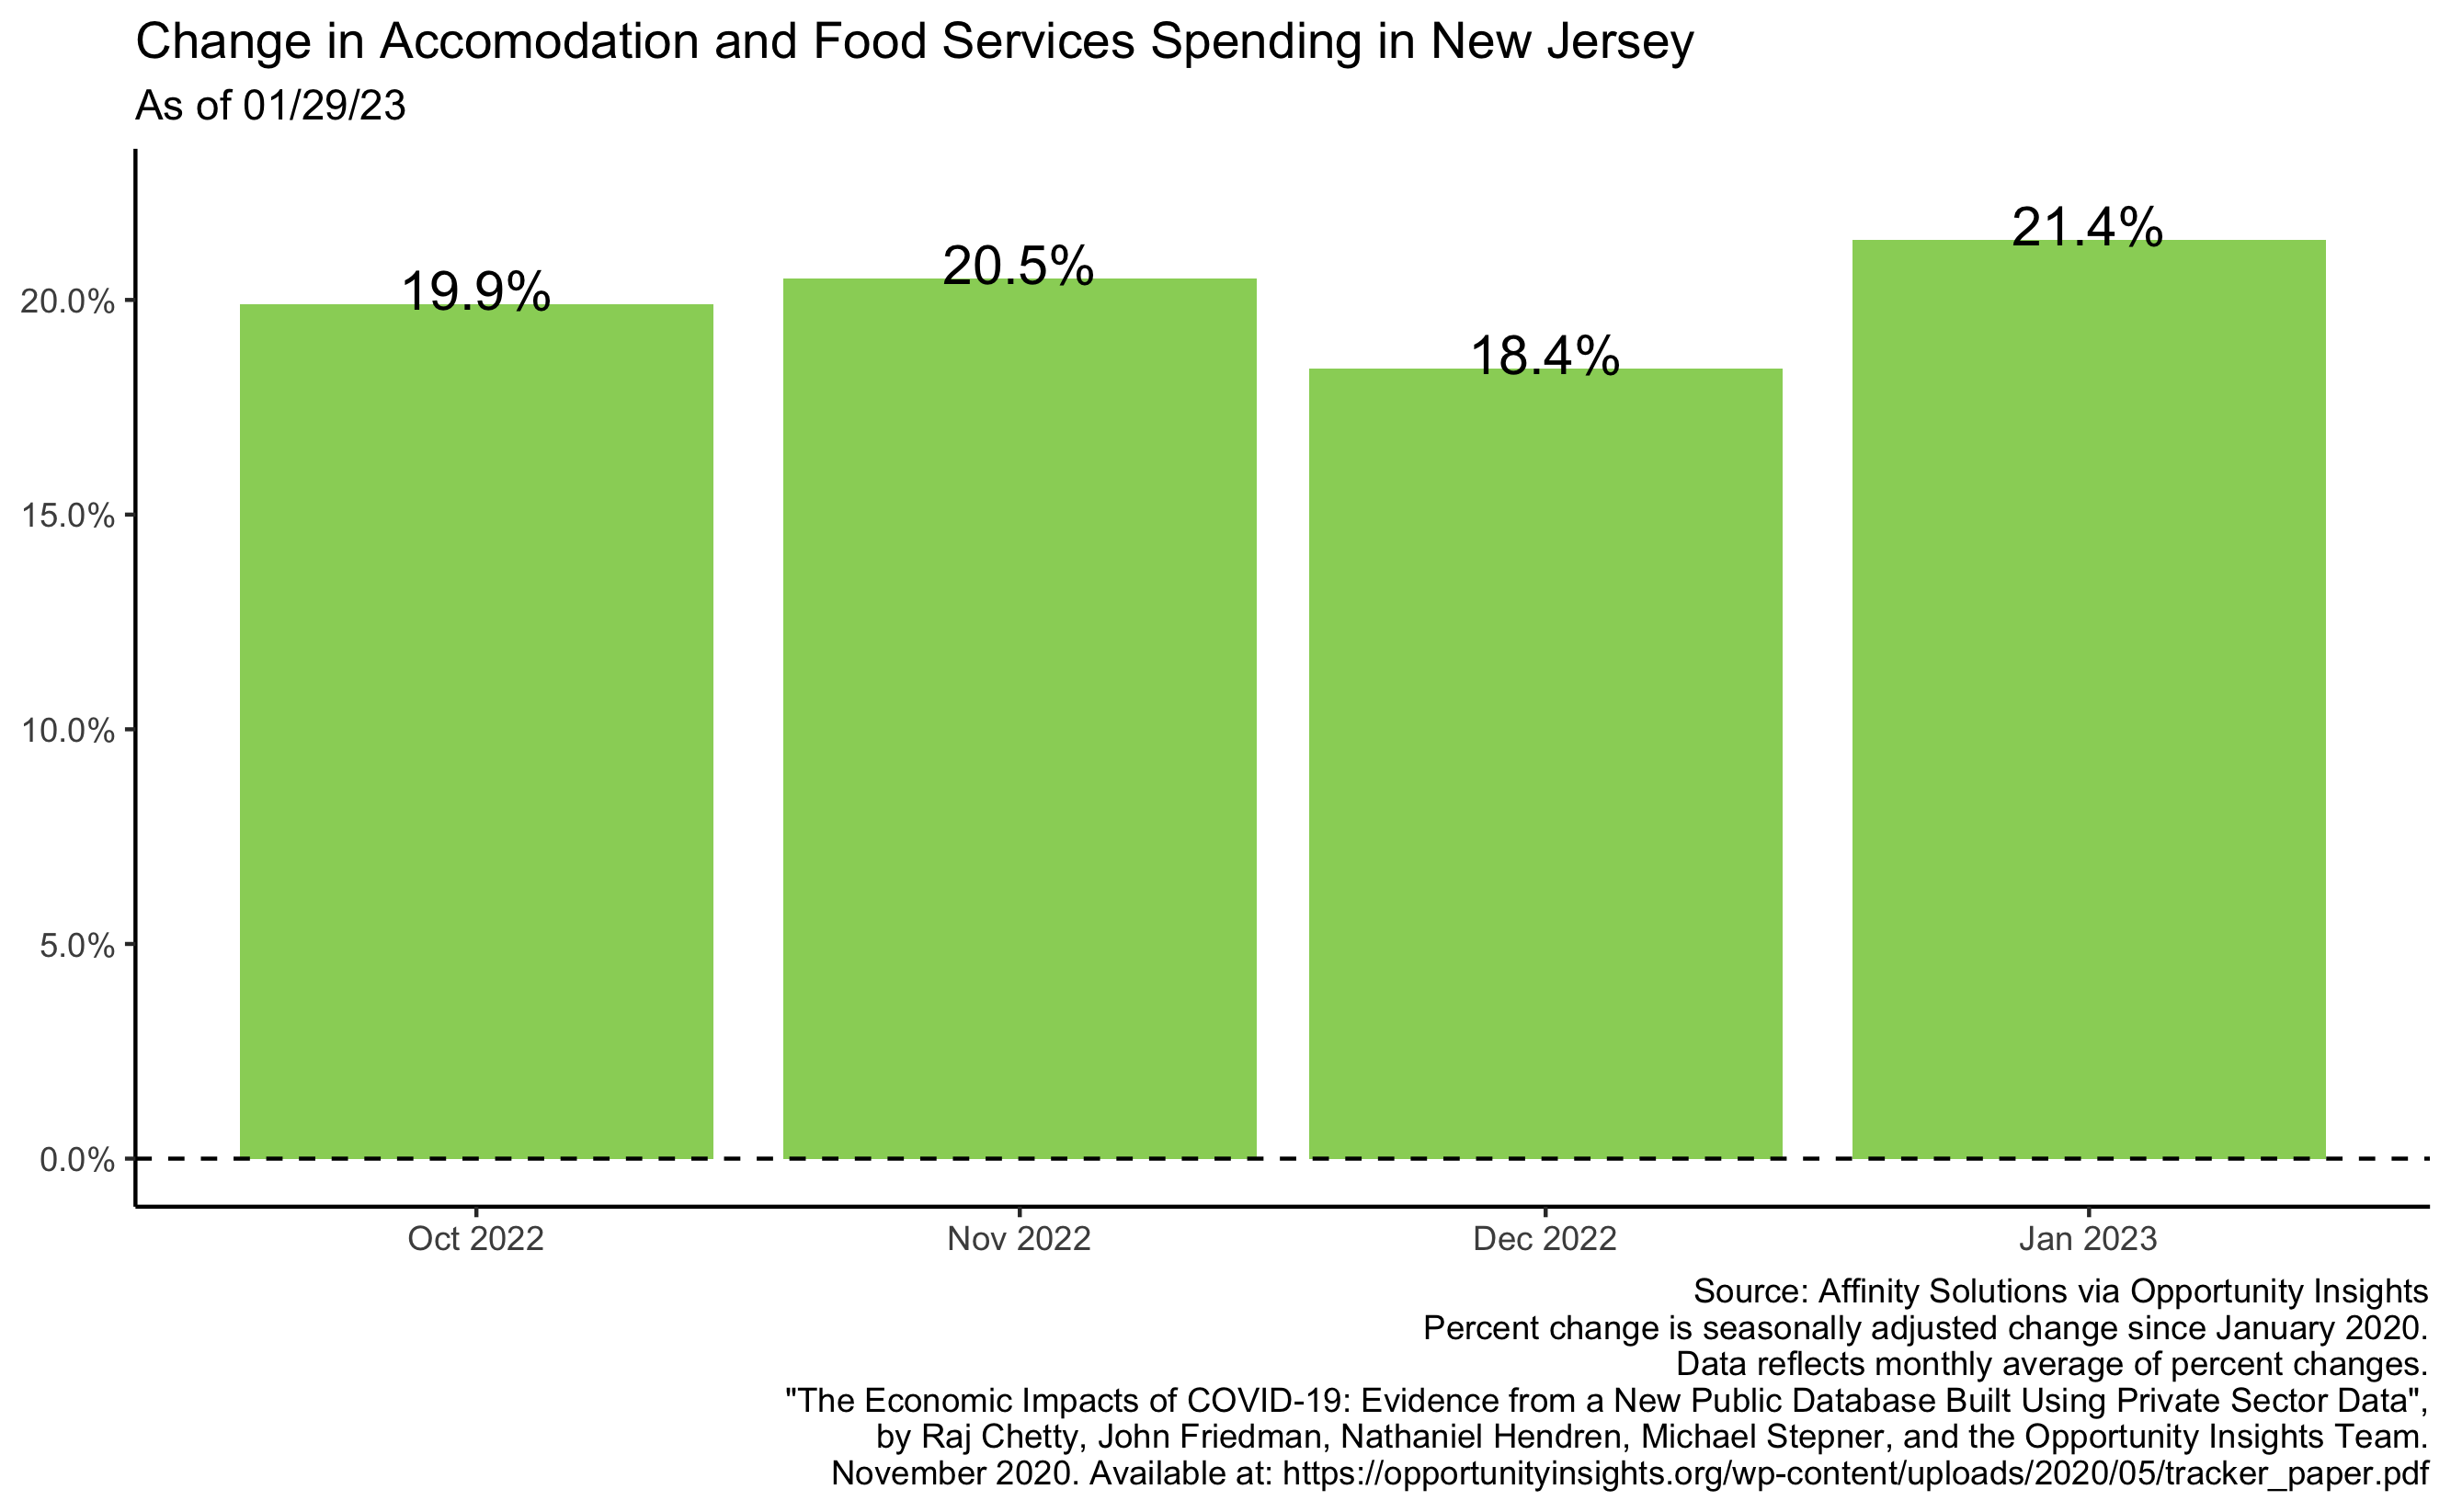 Change in Accomodation and Food Services Spending in New Jersey
As of 01/29/23
19.9%
20.5%
18.4%
21.4%
20.0%
15.0%
10.0%
5.0%
0.0%
Oct 2022
Nov 2022
Dec 2022
Jan 2023
Source: Affinity Solutions via Opportunity Insights
Percent change is seasonally adjusted change since January 2020.
Data reflects monthly average of percent changes.
"The Economic Impacts of COVID-19: Evidence from a New Public Database Built Using Private Sector Data",
by Raj Chetty, John Friedman, Nathaniel Hendren, Michael Stepner, and the Opportunity Insights Team.
November 2020. Available at: https://opportunityinsights.org/wp-content/uploads/2020/05/tracker_paper.pdf